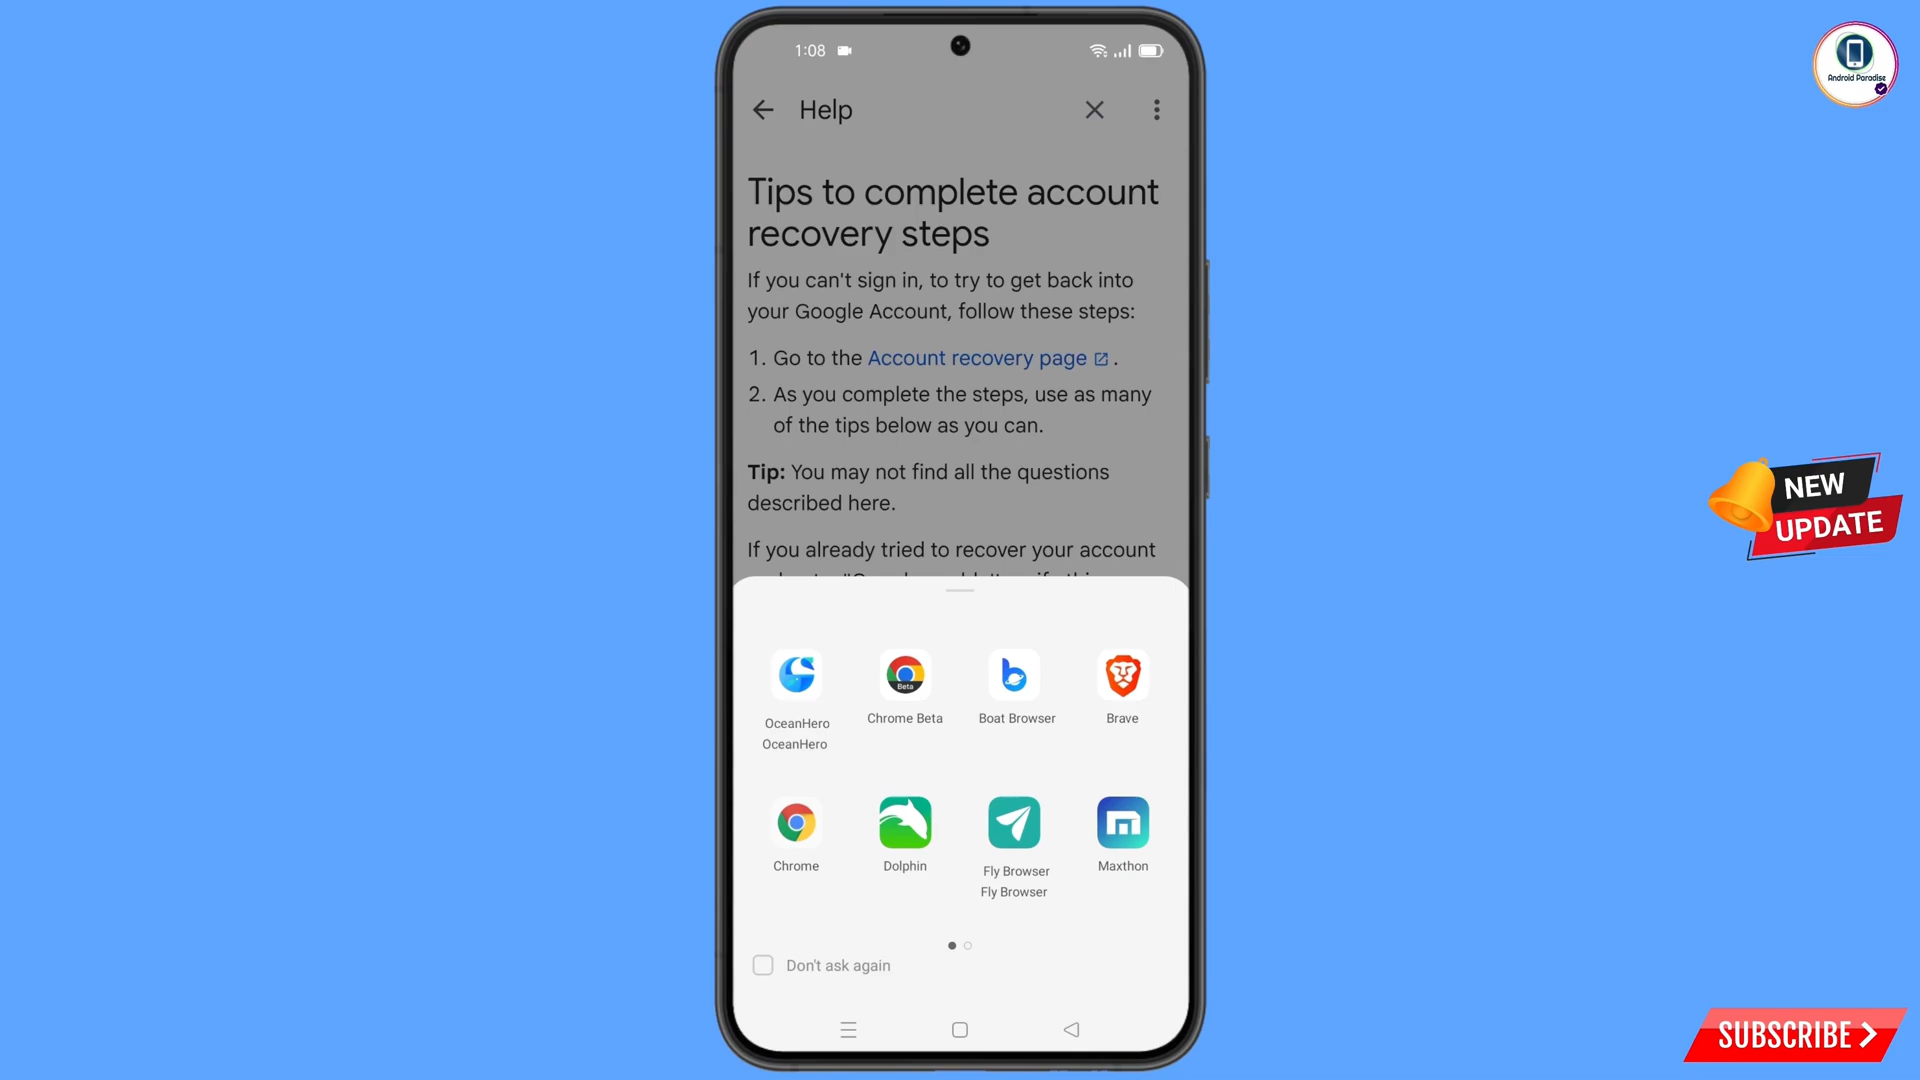 1:08
Android Paradise
Help
Tips to complete account
recovery steps
If you can't sign in, to try to get back into
your Google Account, follow these steps:
1. Go to the Account recovery page .
2. As you complete the steps, use as many
of the tips below as you can.
Tip: You may not find all the questions
described here.
If you already tried to recover your account
NEW
UPDATE
OceanHero
OceanHero
Chrome Beta
Boat Browser
Brave
Beta
Chrome
Dolphin
Fly Browser
Fly Browser
Maxthon
Don't ask again
SUBSCRIBE